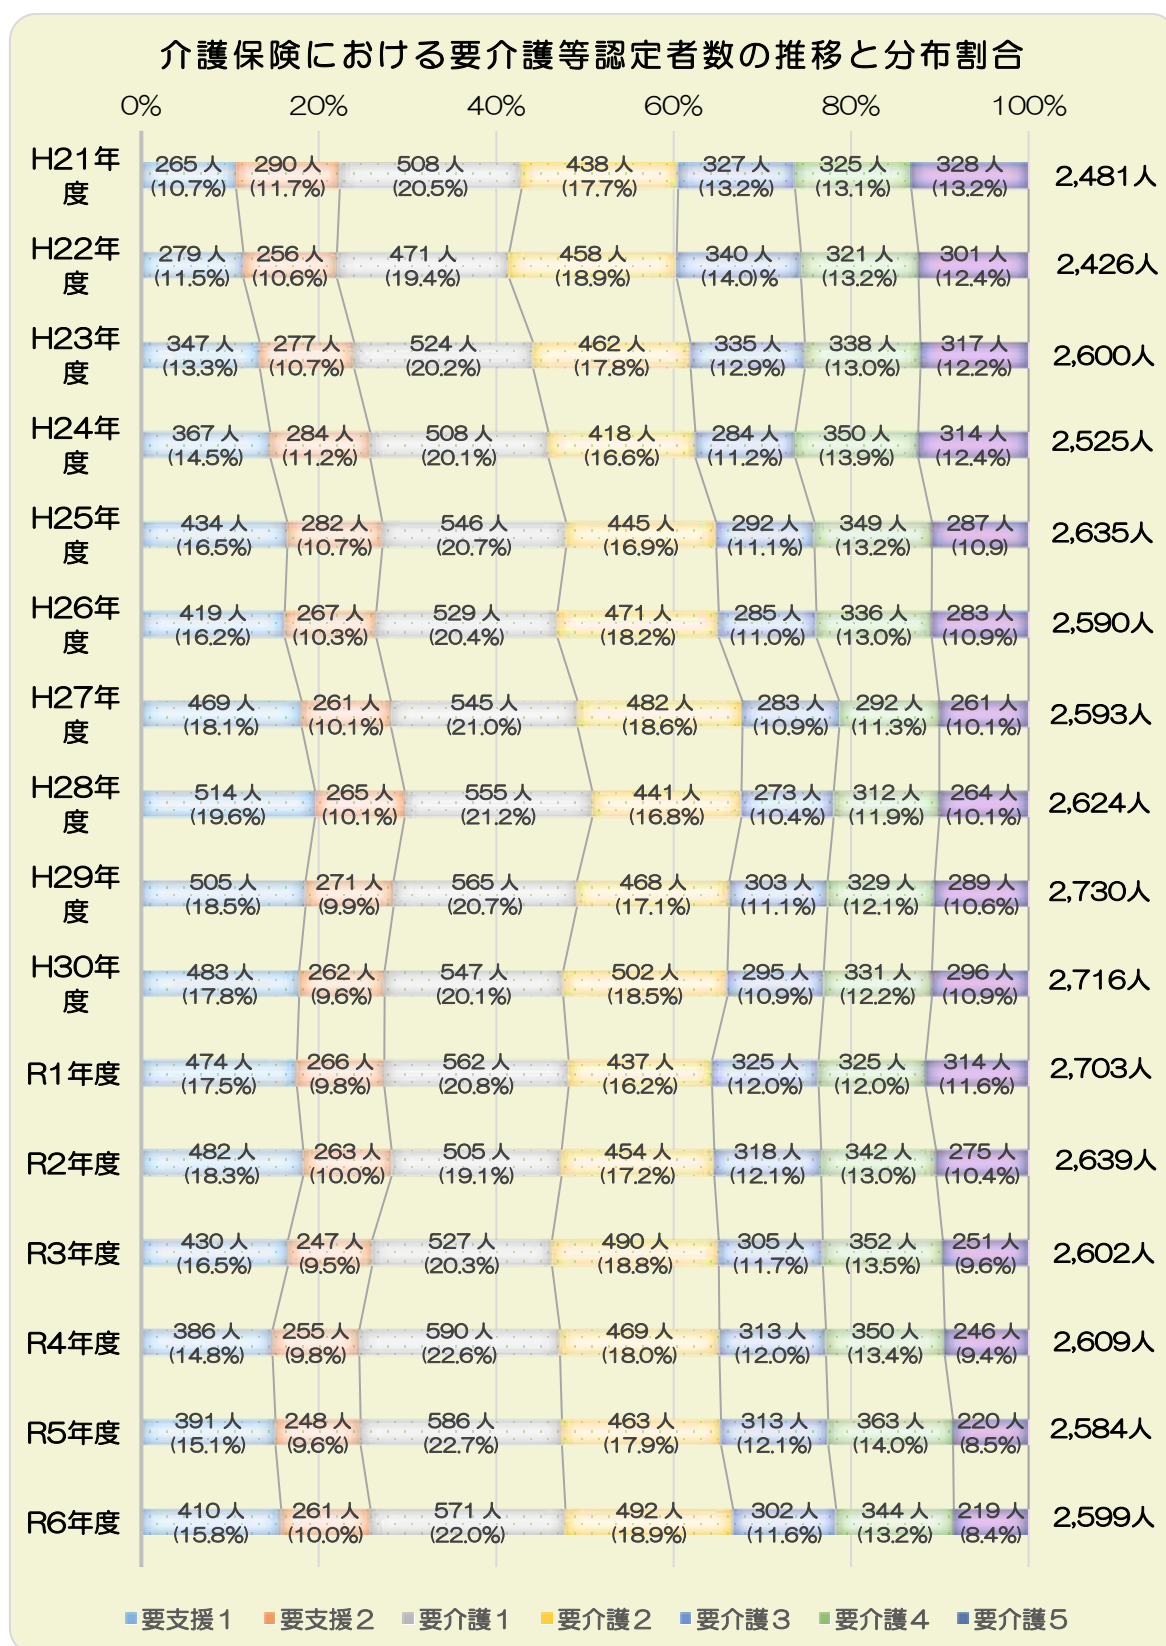 介護保険における要介護等認定者数の推移と分布割合
0% 20% 40% 60% 80% 100%
H21年度 265人 290人 508人 438人 327人 325人 328人 2,481人
(10.7%) (11.7%) (20.5%) (17.7%) (13.2%) (13.1%) (13.2%)
H22年度 279人 256人 471人 458人 340人 321人 301人 2,426人
(11.5%) (10.6%) (19.4%) (18.9%) (14.0)% (13.2%) (12.4%)
H23年度 347人 277人 524人 462人 335人 338人 317人 2,600人
(13.3%) (10.7%) (20.2%) (17.8%) (12.9%) (13.0%) (12.2%)
H24年度 367人 284人 508人 418人 284人 350人 314人 2,525人
(14.5%) (11.2%) (20.1%) (16.6%) (11.2%) (13.9%) (12.4%)
H25年度 434人 282人 546人 445人 292人 349人 287人 2,635人
(16.5%) (10.7%) (20.7%) (16.9%) (11.1%) (13.2%) (10.9)
H26年度 419人 267人 529人 471人 285人 336人 283人 2,590人
(16.2%) (10.3%) (20.4%) (18.2%) (11.0%) (13.0%) (10.9%)
H27年度 469人 261人 545人 482人 283人 292人 261人 2,593人
(18.1%) (10.1%) (21.0%) (18.6%) (10.9%) (11.3%) (10.1%)
H28年度 514人 265人 555人 441人 273人 312人 264人 2,624人
(19.6%) (10.1%) (21.2%) (16.8%) (10.4%) (11.9%) (10.1%)
H29年度 505人 271人 565人 468人 303人 329人 289人 2,730人
(18.5%) (9.9%) (20.7%) (17.1%) (11.1%) (12.1%) (10.6%)
H30年度 483人 262人 547人 502人 295人 331人 296人 2,716人
(17.8%) (9.6%) (20.1%) (18.5%) (10.9%) (12.2%) (10.9%)
R1年度 474人 266人 562人 437人 325人 325人 314人 2,703人
(17.5%) (9.8%) (20.8%) (16.2%) (12.0%) (12.0%) (11.6%)
R2年度 482人 263人 505人 454人 318人 342人 275人 2,639人
(18.3%) (10.0%) (19.1%) (17.2%) (12.1%) (13.0%) (10.4%)
R3年度 430人 247人 527人 490人 305人 352人 251人 2,602人
(16.5%) (9.5%) (20.3%) (18.8%) (11.7%) (13.5%) (9.6%)
R4年度 386人 255人 590人 469人 313人 350人 246人 2,609人
(14.8%) (9.8%) (22.6%) (18.0%) (12.0%) (13.4%) (9.4%)
R5年度 391人 248人 586人 463人 313人 363人 220人 2,584人
(15.1%) (9.6%) (22.7%) (17.9%) (12.1%) (14.0%) (8.5%)
R6年度 410人 261人 571人 492人 302人 344人 219人 2,599人
(15.8%) (10.0%) (22.0%) (18.9%) (11.6%) (13.2%) (8.4%)
要支援1 要支援2 要介護1 要介護2 要介護3 要介護4 要介護5